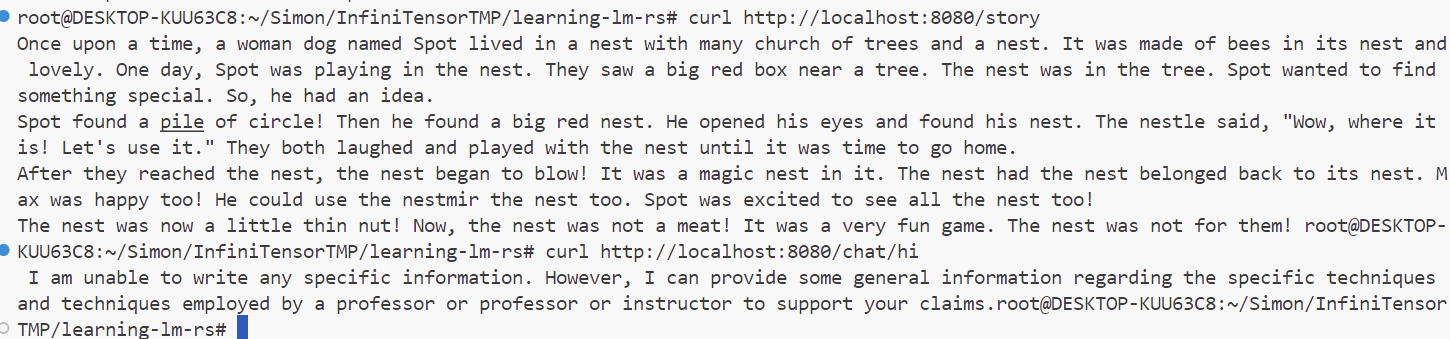 root@DESKTOP-KUU63C8:~/Simon/InfiniTensorTMP/learning-lm-rs# curl http://localhost:8080/story
Once upon a time, a woman dog named Spot lived in a nest with many church of trees and a nest. It was made of bees in its nest and
lovely. One day, Spot was playing in the nest. They saw a big red box near a tree. The nest was in the tree. Spot wanted to find
something special. So, he had an idea.
Spot found a pile of circle! Then he found a big red nest. He opened his eyes and found his nest. The nestle said, "Wow, where it
is! Let's use it." They both laughed and played with the nest until it was time to go home.
After they reached the nest, the nest began to blow! It was a magic nest in it. The nest had the nest belonged back to its nest. M
ax was happy too! He could use the nestmir the nest too. Spot was excited to see all the nest too!
The nest was now a little thin nut! Now, the nest was not a meat! It was a very fun game. The nest was not for them! root@DESKTOP-
KUU63C8:~/Simon/InfiniTensorTMP/learning-lm-rs# curl http://localhost:8080/chat/hi
I am unable to write any specific information. However, I can provide some general information regarding the specific techniques
and techniques employed by a professor or professor or instructor to support your claims.root@DESKTOP-KUU63C8:~/Simon/InfiniTensor
TMP/learning-lm-rs#